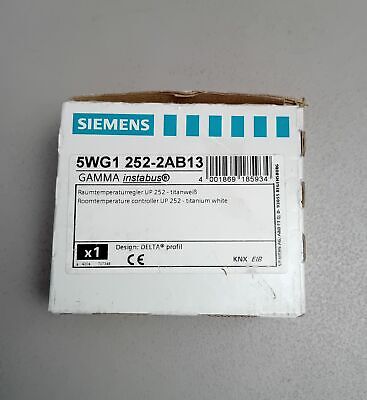 SIEMENS
5WG1 252-2AB13
GAMMA instabus®
4 001869 185934
Raumtemperaturregler UP 252 - titanweiß
Roomtemperature controller UP 252 - titanium white
x1
Design: DELTA® profil
CE
KNX EIB